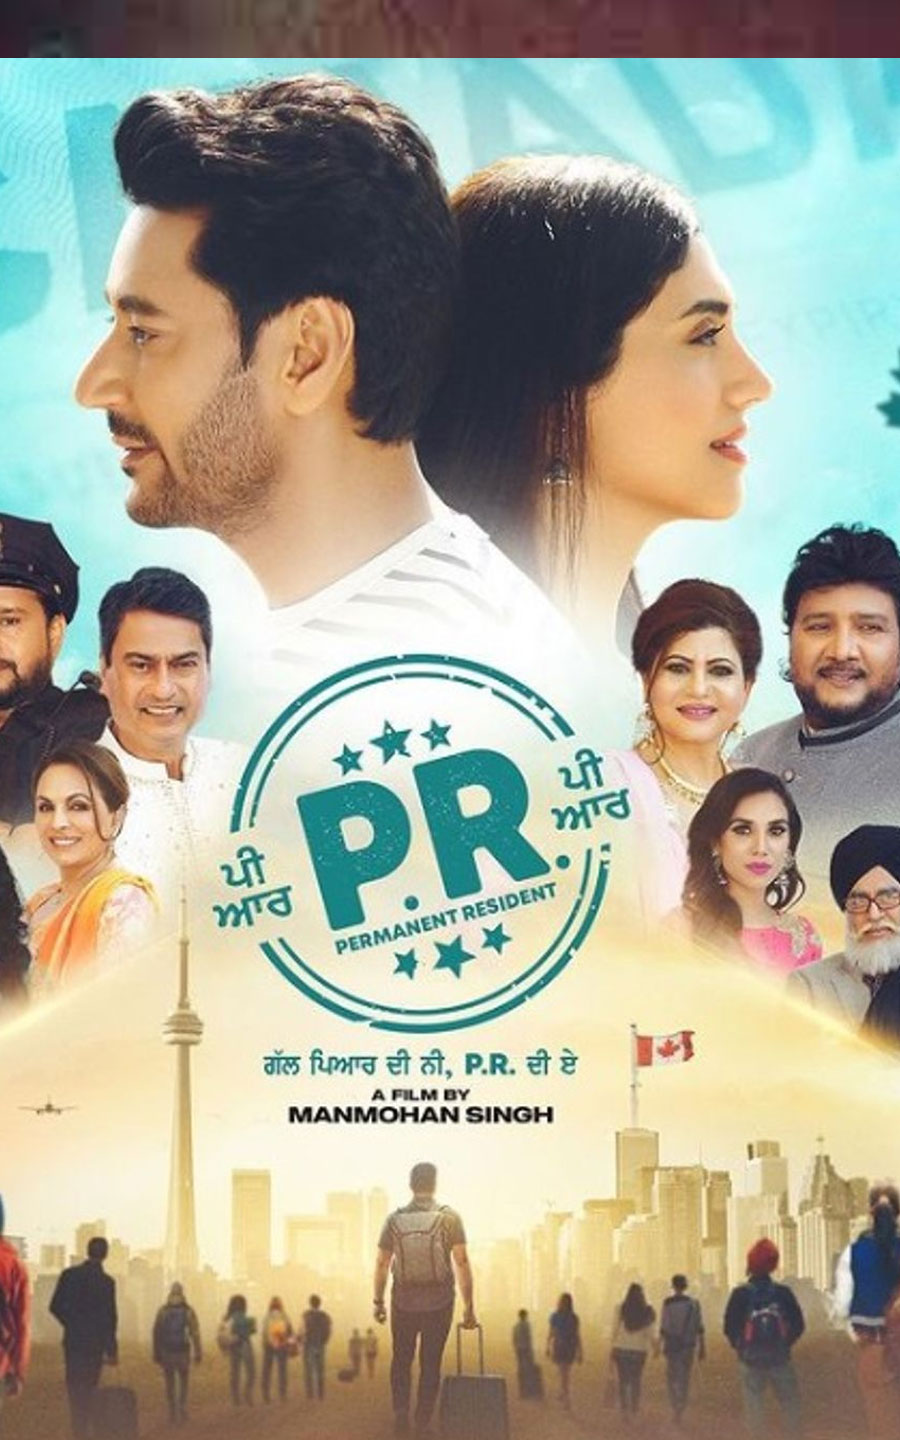 ਪੀ
ਆਰ
P.R.
ਪੀ
ਆਰ
PERMANENT RESIDENT
ਗੱਲ ਪਿਆਰ ਦੀ ਨੀ, P.R. ਦੀ ਏ
A FILM BY
MANMOHAN SINGH